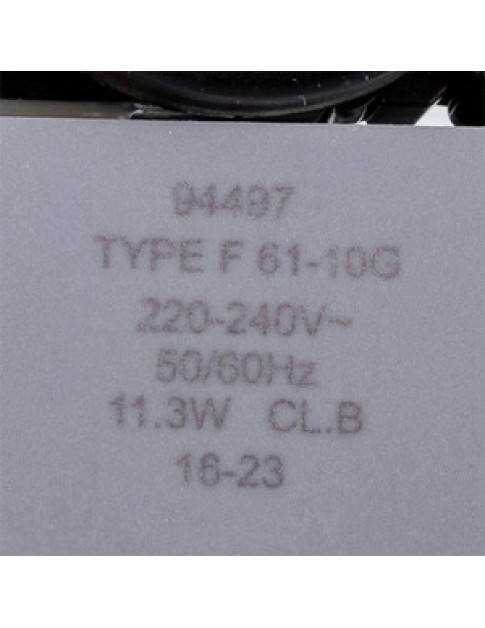 94497
TYPE F 61-10G
220-240V~
50/60Hz
11.3W CL.B
16-23